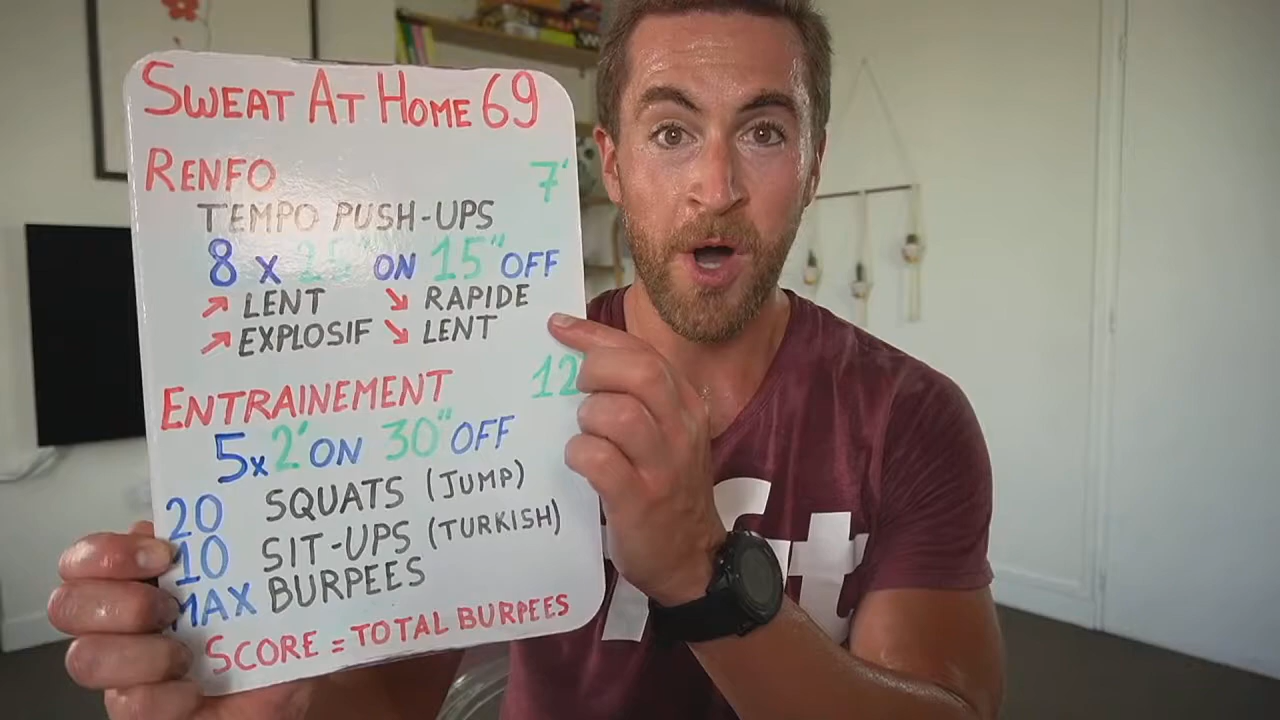 SWEAT AT HOME 69
RENFO 7'
TEMPO PUSH-UPS
8 x 25" ON 15" OFF
↗ LENT ↘ RAPIDE
↗ EXPLOSIF ↘ LENT
ENTRAINEMENT 12
5x 2' ON 30" OFF
20 SQUATS (JUMP)
10 SIT-UPS (TURKISH)
MAX BURPEES
SCORE = TOTAL BURPEES